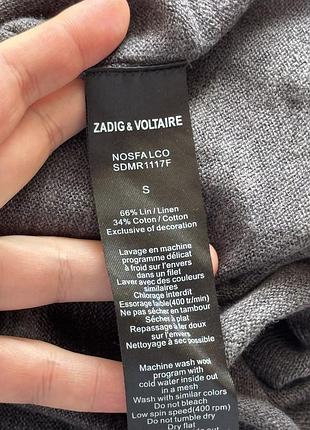 ZADIG & VOLTAIRE
NOSFALCO
SDMR1117F
S
66% Lin / Linen
34% Coton / Cotton
Exclusive of decoration
Lavage en machine
programme délicat
à froid sur l'envers
dans un filet
Laver avec des couleurs
similaires
Chlorage interdit
Essorage faible(400 tr/min)
Ne pas sécher en tambour
Sécher à plat
Repassage à fer doux
sur l'envers
Nettoyage à sec
Machine wash wool
program with
cold water inside out
in a mesh
Wash with similar colors
Do not bleach
Low spin speed(400 rpm)
Do not tumble dry
Dry flat